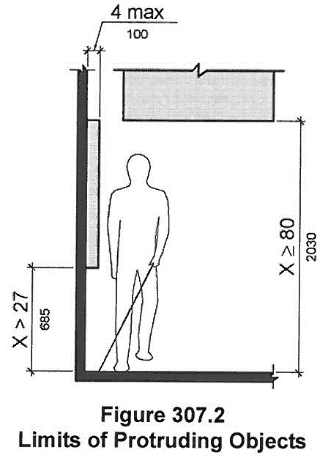 4 max
100
X > 27
685
X ≥ 80
2030
Figure 307.2
Limits of Protruding Objects